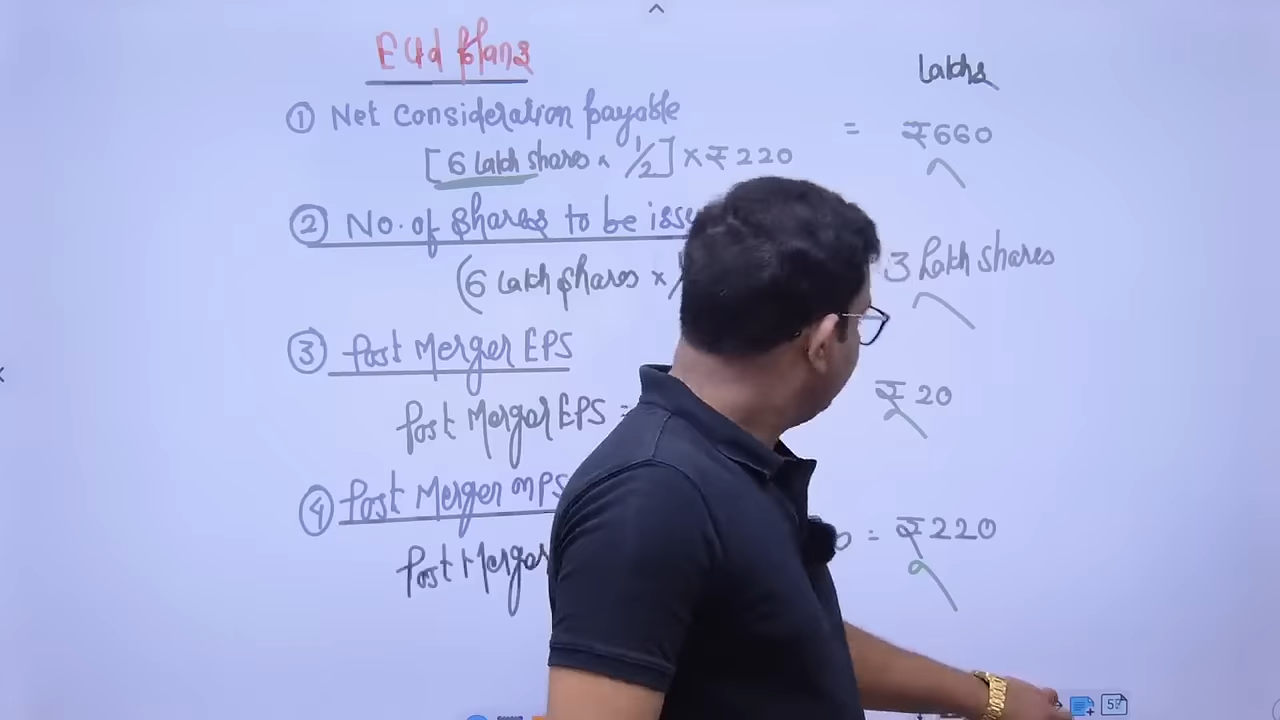 Plans
Lakhs
① Net Consideration payable
[6 Lakh shares × 1/2] × ₹220 = ₹660
② No. of shares to be
(6 Lakh shares × 3 Lakh shares
③ Post Merger EPS
Post Merger EPS = ₹20
④ Post Merger MPS
Post Merger = ₹220